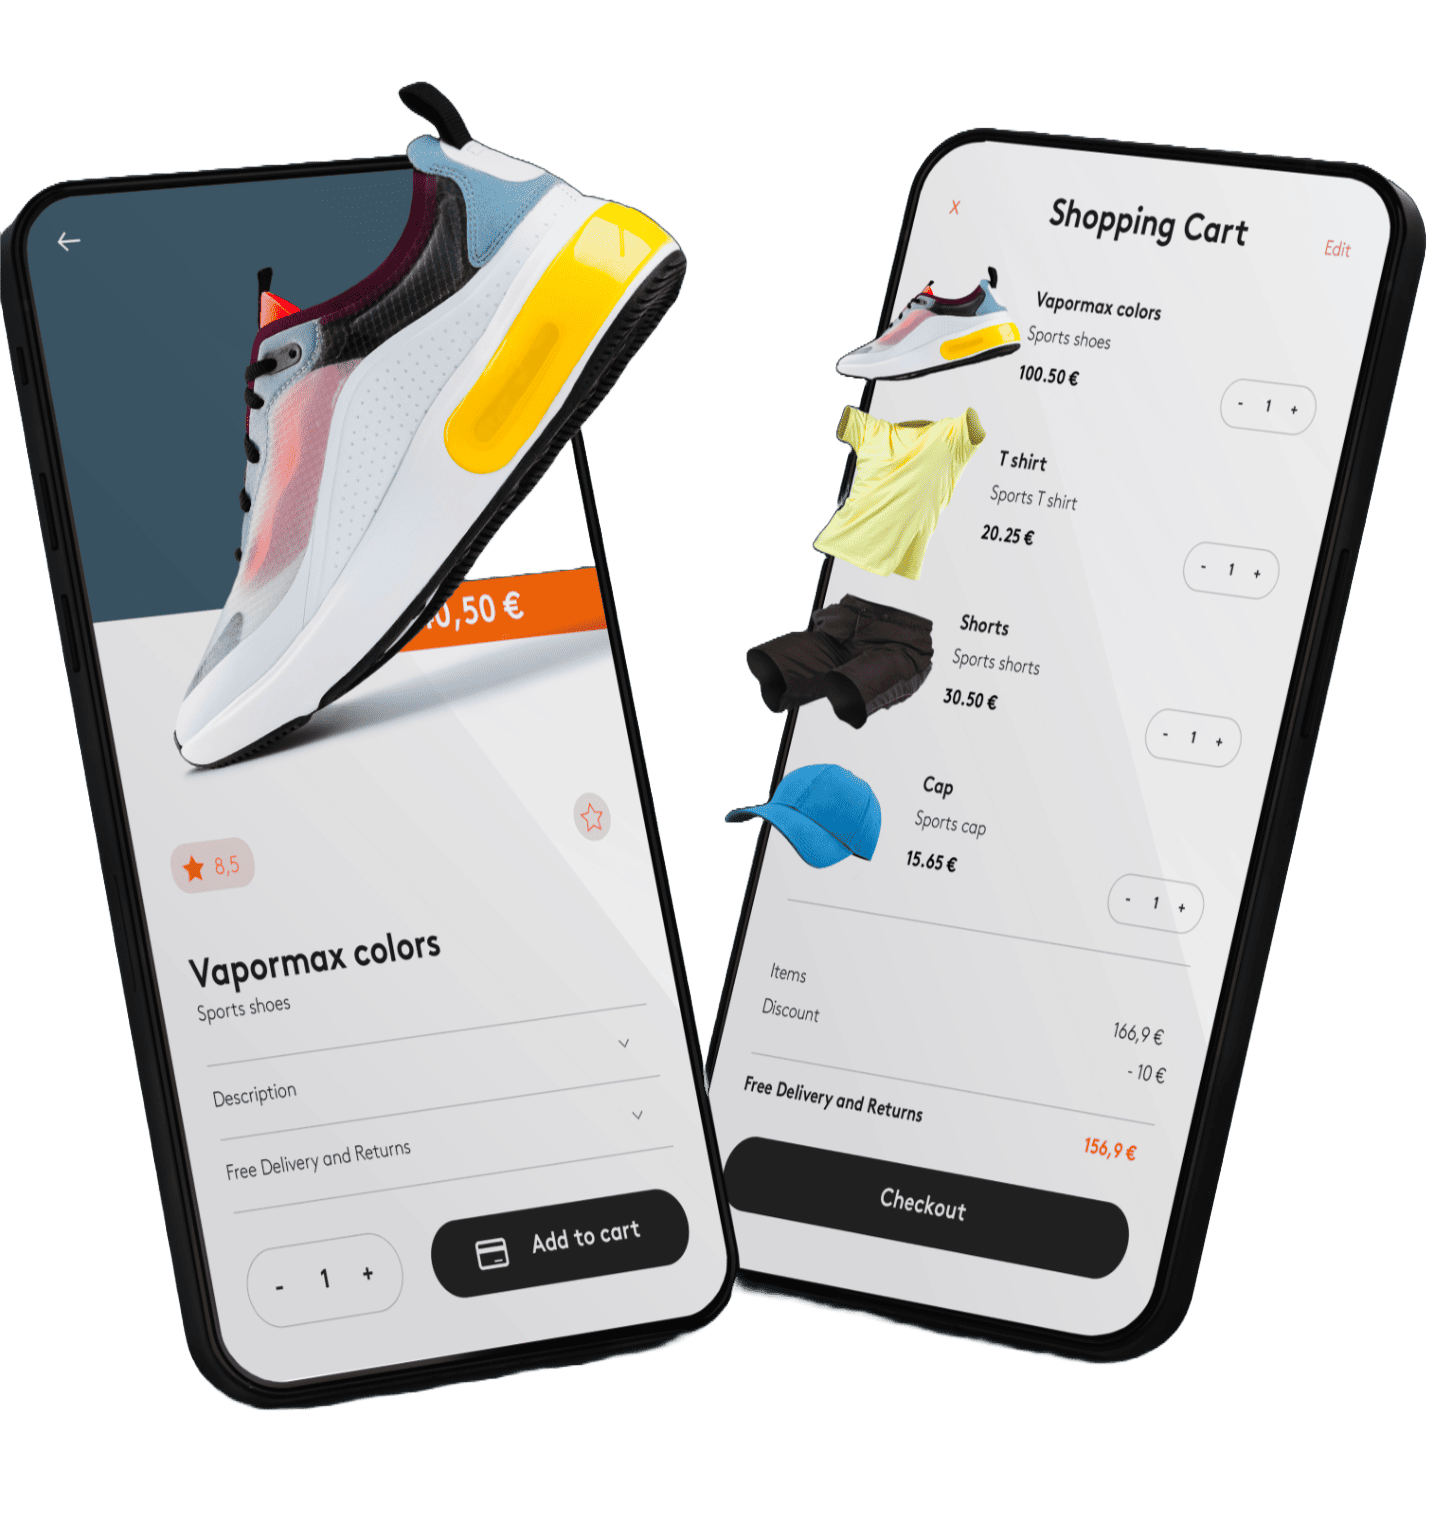 0,50 €
8,5
Vapormax colors
Sports shoes
Description
Free Delivery and Returns
- 1 +
Add to cart
X
Shopping Cart
Edit
Vapormax colors
Sports shoes
100.50 €
- 1 +
T shirt
Sports T shirt
20.25 €
- 1 +
Shorts
Sports shorts
30.50 €
- 1 +
Cap
Sports cap
15.65 €
- 1 +
Items
166,9 €
Discount
- 10 €
Free Delivery and Returns
156,9 €
Checkout